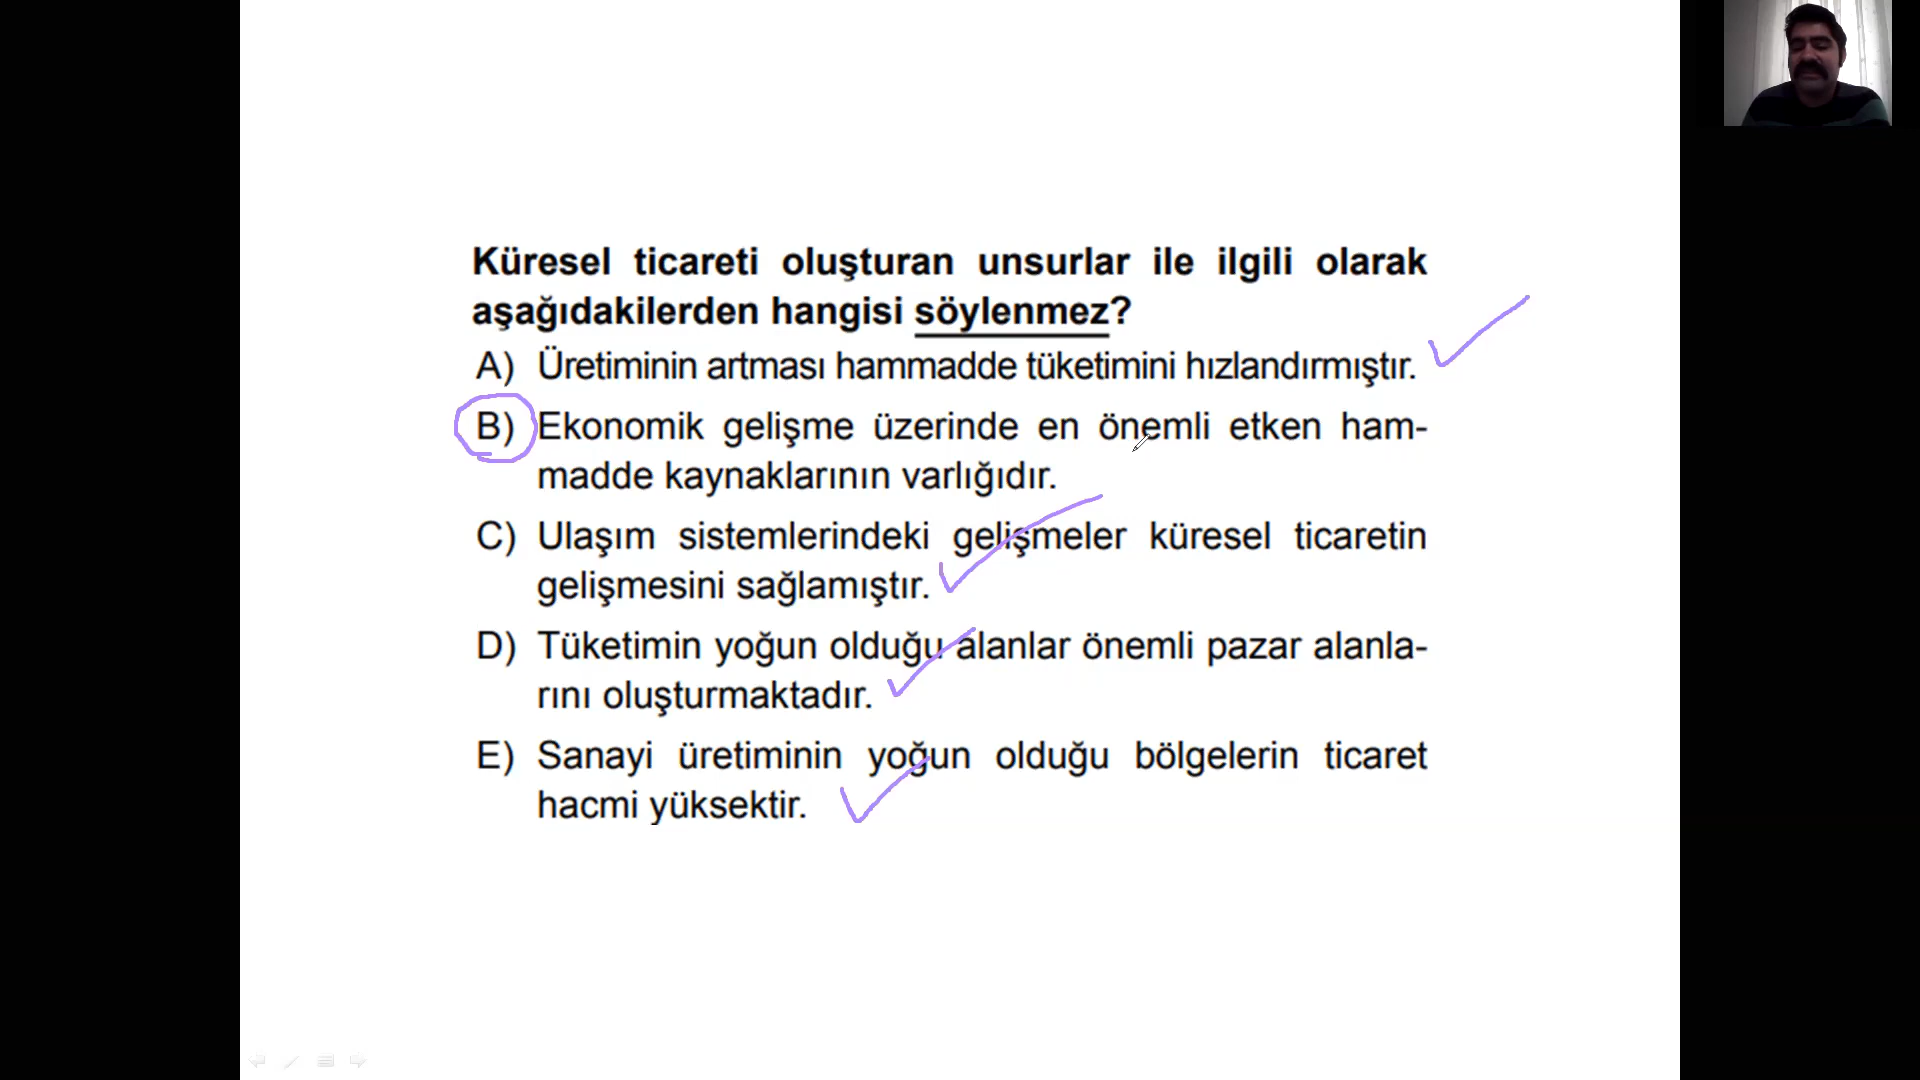 Küresel ticareti oluşturan unsurlar ile ilgili olarak
aşağıdakilerden hangisi söylenmez?
A) Üretiminin artması hammadde tüketimini hızlandırmıştır.
B) Ekonomik gelişme üzerinde en önemli etken ham-
madde kaynaklarının varlığıdır.
C) Ulaşım sistemlerindeki gelişmeler küresel ticaretin
gelişmesini sağlamıştır.
D) Tüketimin yoğun olduğu alanlar önemli pazar alanla-
rını oluşturmaktadır.
E) Sanayi üretiminin yoğun olduğu bölgelerin ticaret
hacmi yüksektir.